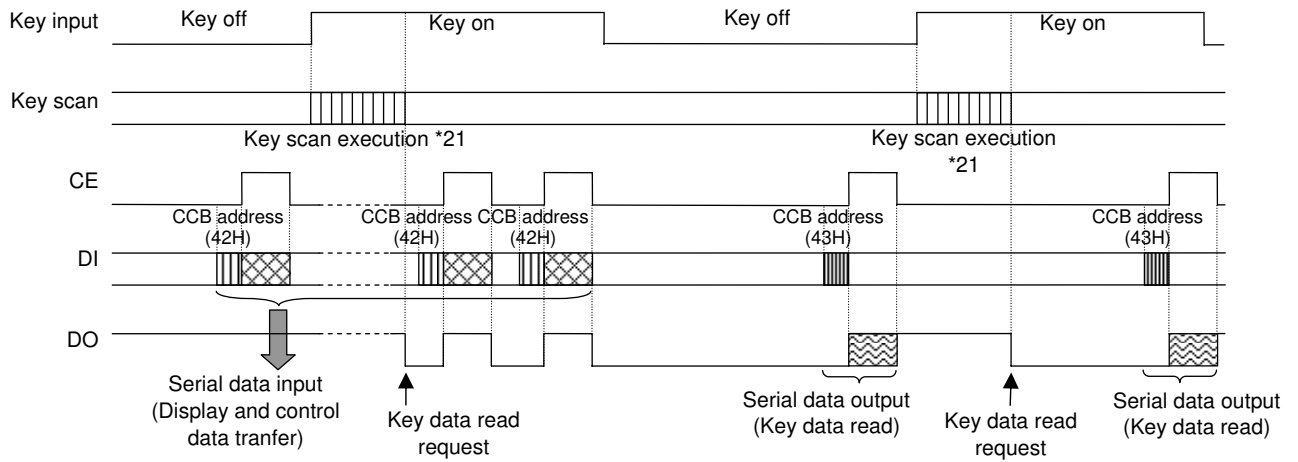 Key input
Key off
Key on
Key off
Key on
Key scan
Key scan execution *21
Key scan execution
*21
CE
CCB address
(42H)
CCB address
(42H)
CCB address
(42H)
CCB address
(43H)
CCB address
(43H)
DI
DO
Serial data input
(Display and control
data tranfer)
Key data read
request
Serial data output
(Key data read)
Key data read
request
Serial data output
(Key data read)